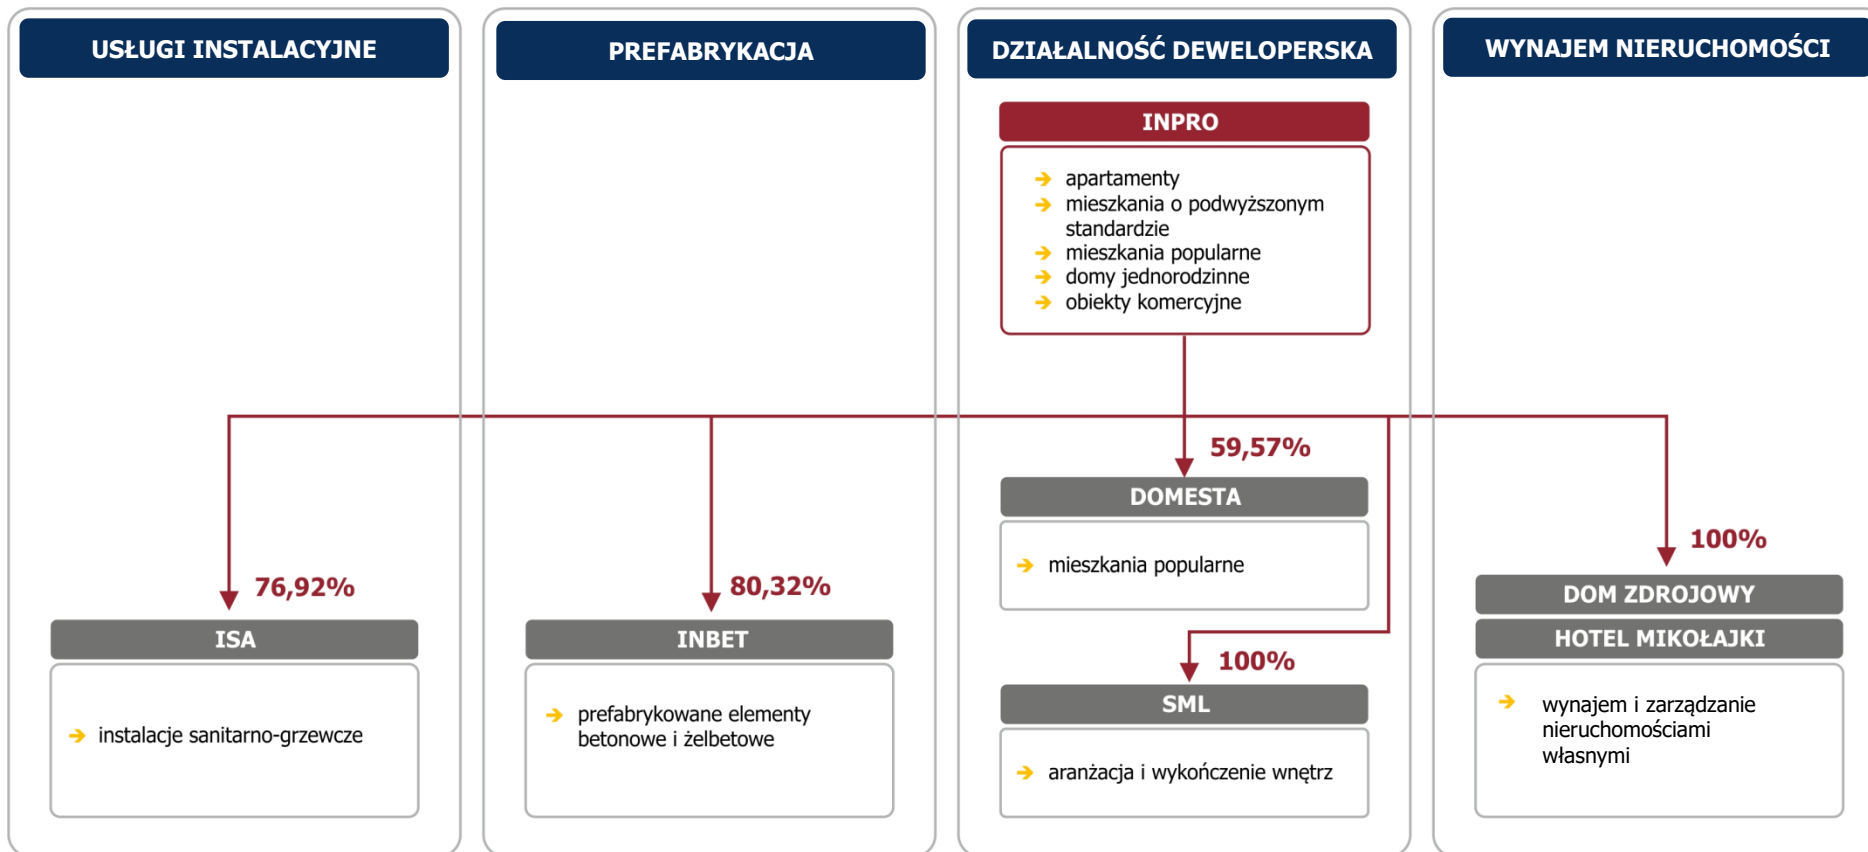 USŁUGI INSTALACYJNE
76,92%
ISA
instalacje sanitarno-grzewcze
PREFABRYKACJA
80,32%
INBET
prefabrykowane elementy
betonowe i żelbetowe
DZIAŁALNOŚĆ DEWELOPERSKA
INPRO
apartamenty
mieszkania o podwyższonym
standardzie
mieszkania popularne
domy jednorodzinne
obiekty komercyjne
59,57%
DOMESTA
mieszkania popularne
100%
SML
aranżacja i wykończenie wnętrz
WYNAJEM NIERUCHOMOŚCI
100%
DOM ZDROJOWY
HOTEL MIKOŁAJKI
wynajem i zarządzanie
nieruchomościami
własnymi